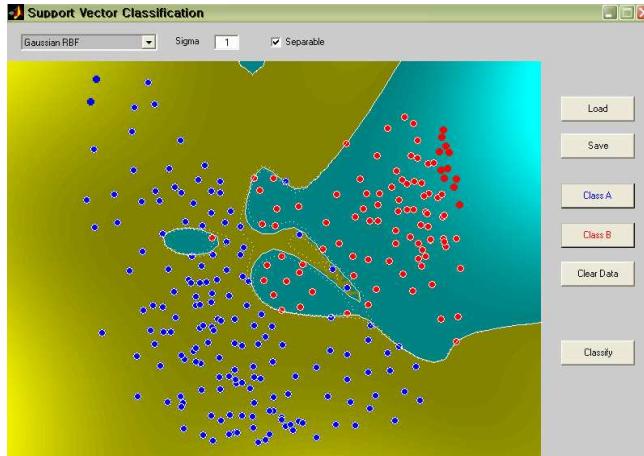 Support Vector Classification
Gaussian RBF Sigma 1 Separable
Load
Save
Class A
Class B
Clear Data
Classify